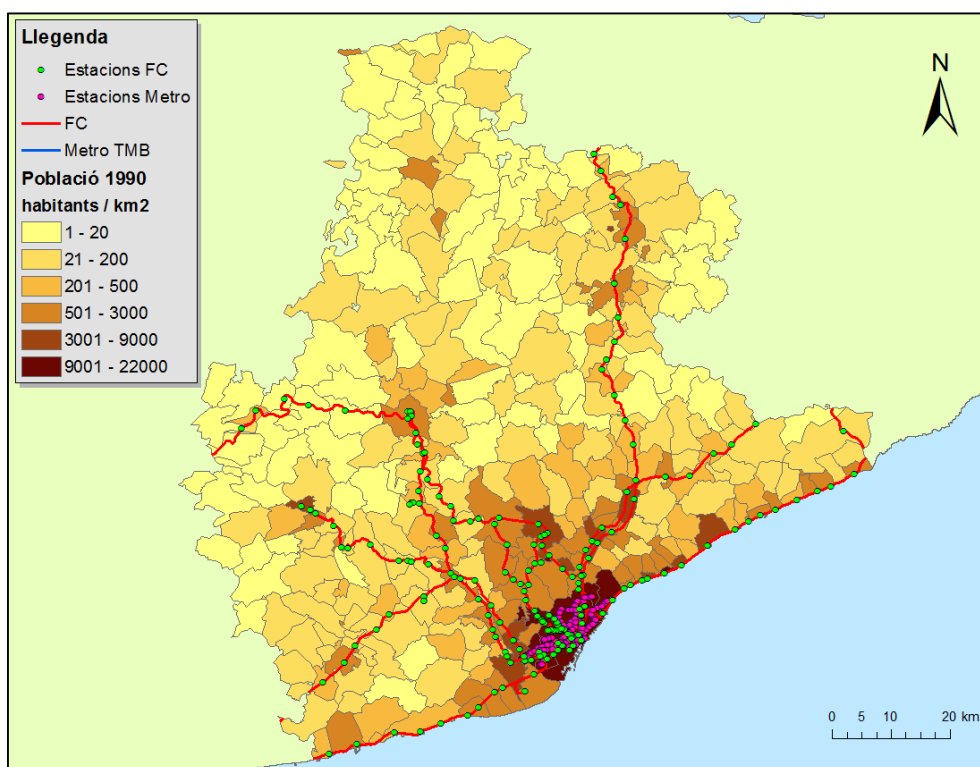 Llegenda
Estacions FC
Estacions Metro
FC
Metro TMB
Població 1990
habitants / km2
1 - 20
21 - 200
201 - 500
501 - 3000
3001 - 9000
9001 - 22000
N
0 5 10 20 km